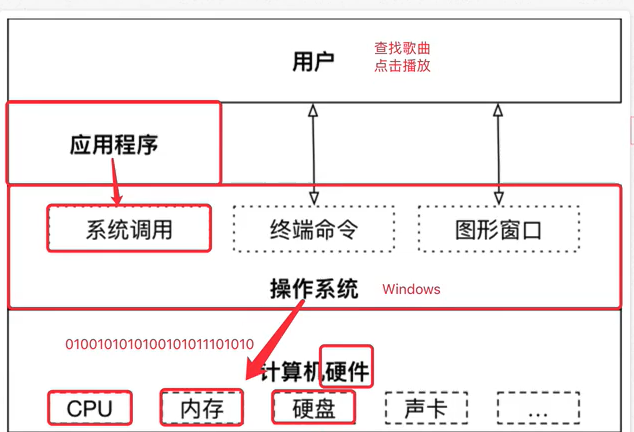 用户
查找歌曲
点击播放
应用程序
系统调用
终端命令
图形窗口
操作系统
Windows
0100101010100101011101010
计算机硬件
CPU
内存
硬盘
声卡
...